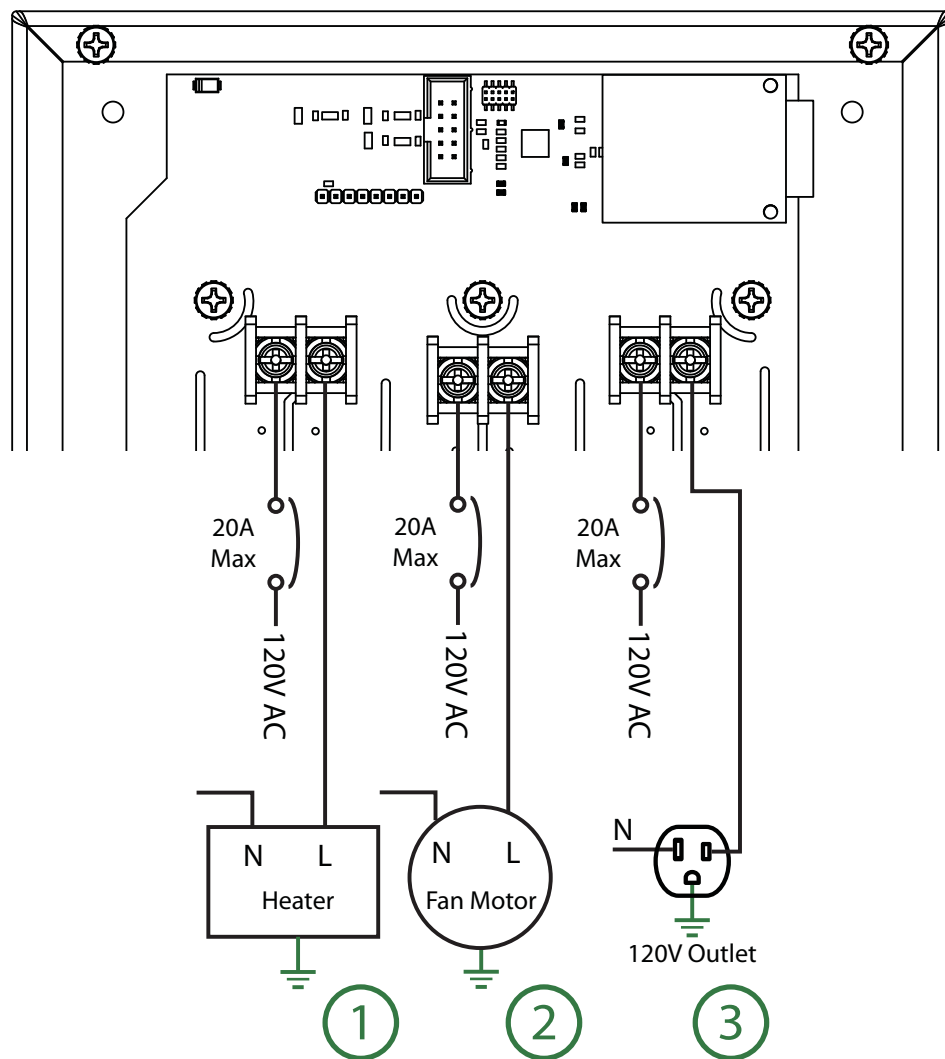 20A
Max
20A
Max
20A
Max
120V AC
120V AC
120V AC
N L
Heater
N L
Fan Motor
N
120V Outlet
1
2
3